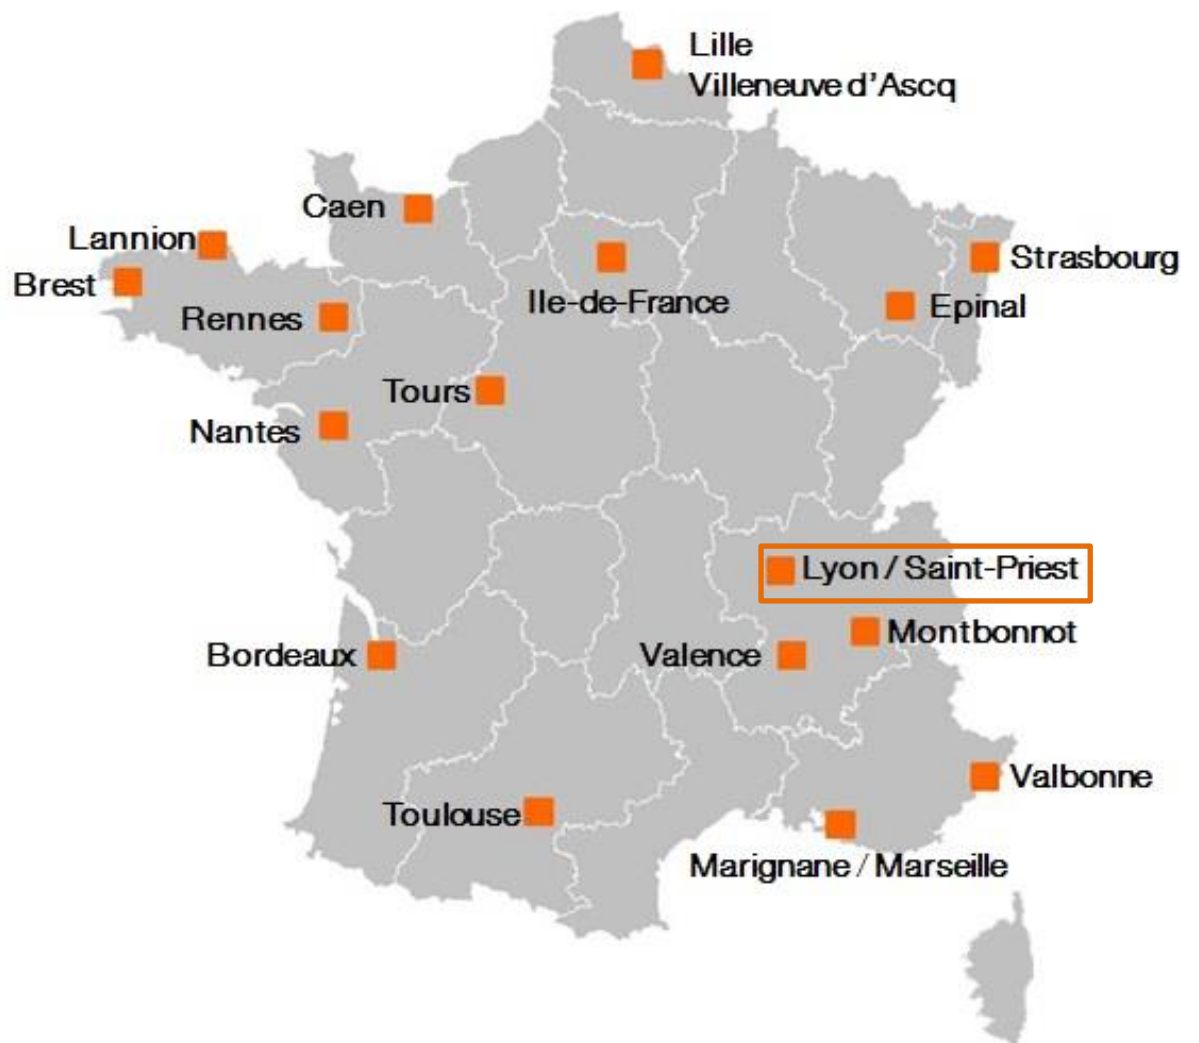 Lille
Villeneuve d'Ascq
Caen
Lannion
Strasbourg
Brest
Ile-de-France
Epinal
Rennes
Tours
Nantes
Lyon / Saint-Priest
Montbonnot
Bordeaux
Valence
Valbonne
Toulouse
Marignane / Marseille